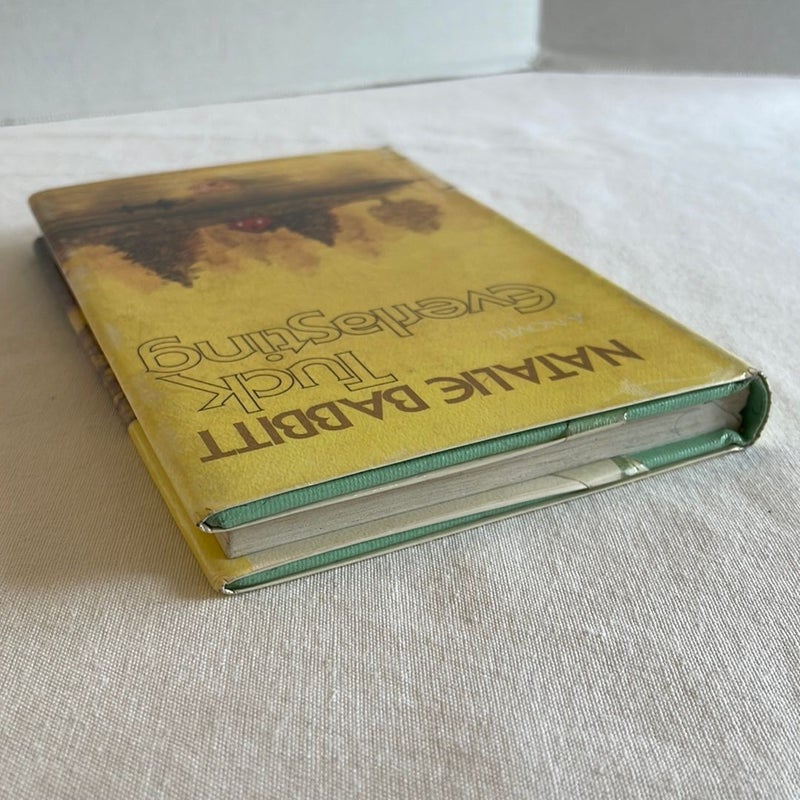 NATALIE BABBITT
Tuck
Everlasting
A NOVEL